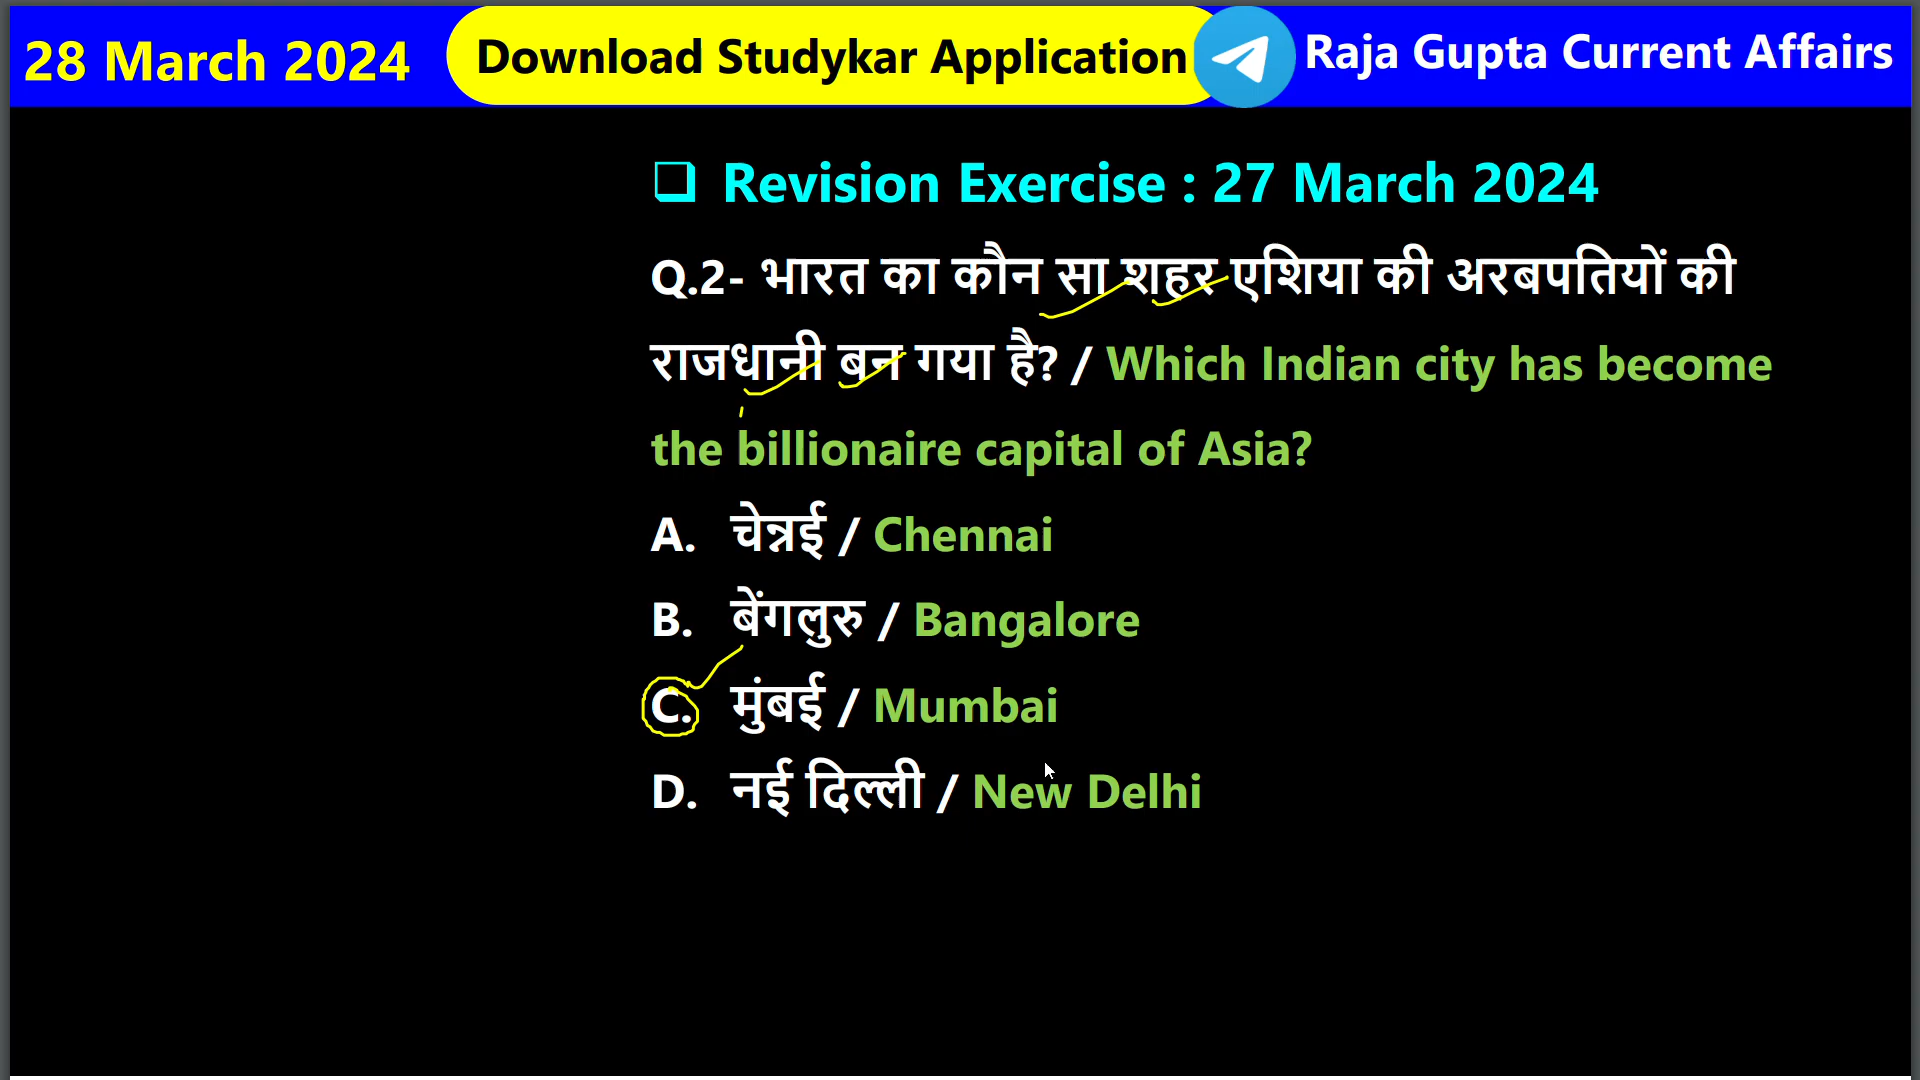 28 March 2024 Download Studykar Application Raja Gupta Current Affairs
❑ Revision Exercise : 27 March 2024
Q.2- भारत का कौन सा शहर एशिया की अरबपतियों की
राजधानी बन गया है? / Which Indian city has become
the billionaire capital of Asia?
A. चेन्नई / Chennai
B. बेंगलुरु / Bangalore
C. मुंबई / Mumbai
D. नई दिल्ली / New Delhi